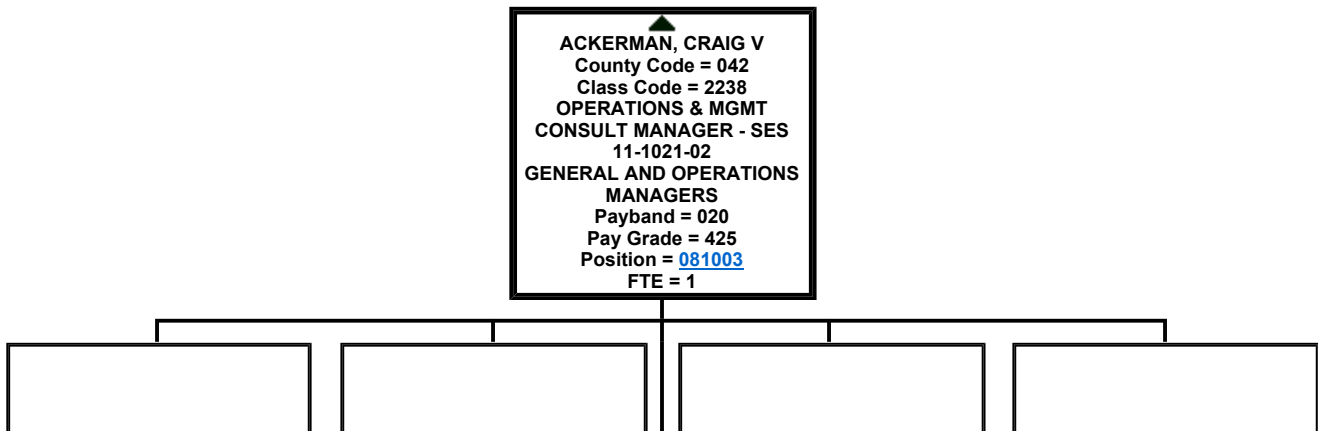 ACKERMAN, CRAIG V
County Code = 042
Class Code = 2238
OPERATIONS & MGMT
CONSULT MANAGER - SES
11-1021-02
GENERAL AND OPERATIONS
MANAGERS
Payband = 020
Pay Grade = 425
Position = 081003
FTE = 1